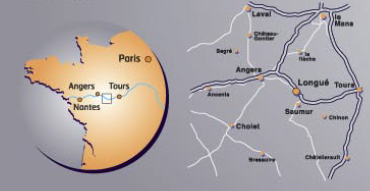 Paris
Angers
Tours
Nantes
Laval
le
Mans
Château-
Gontier
Segré
la
flèche
Angers
Longué
Tours
Ancenis
Saumur
Chinon
Cholet
Bressuire
Châtellerault